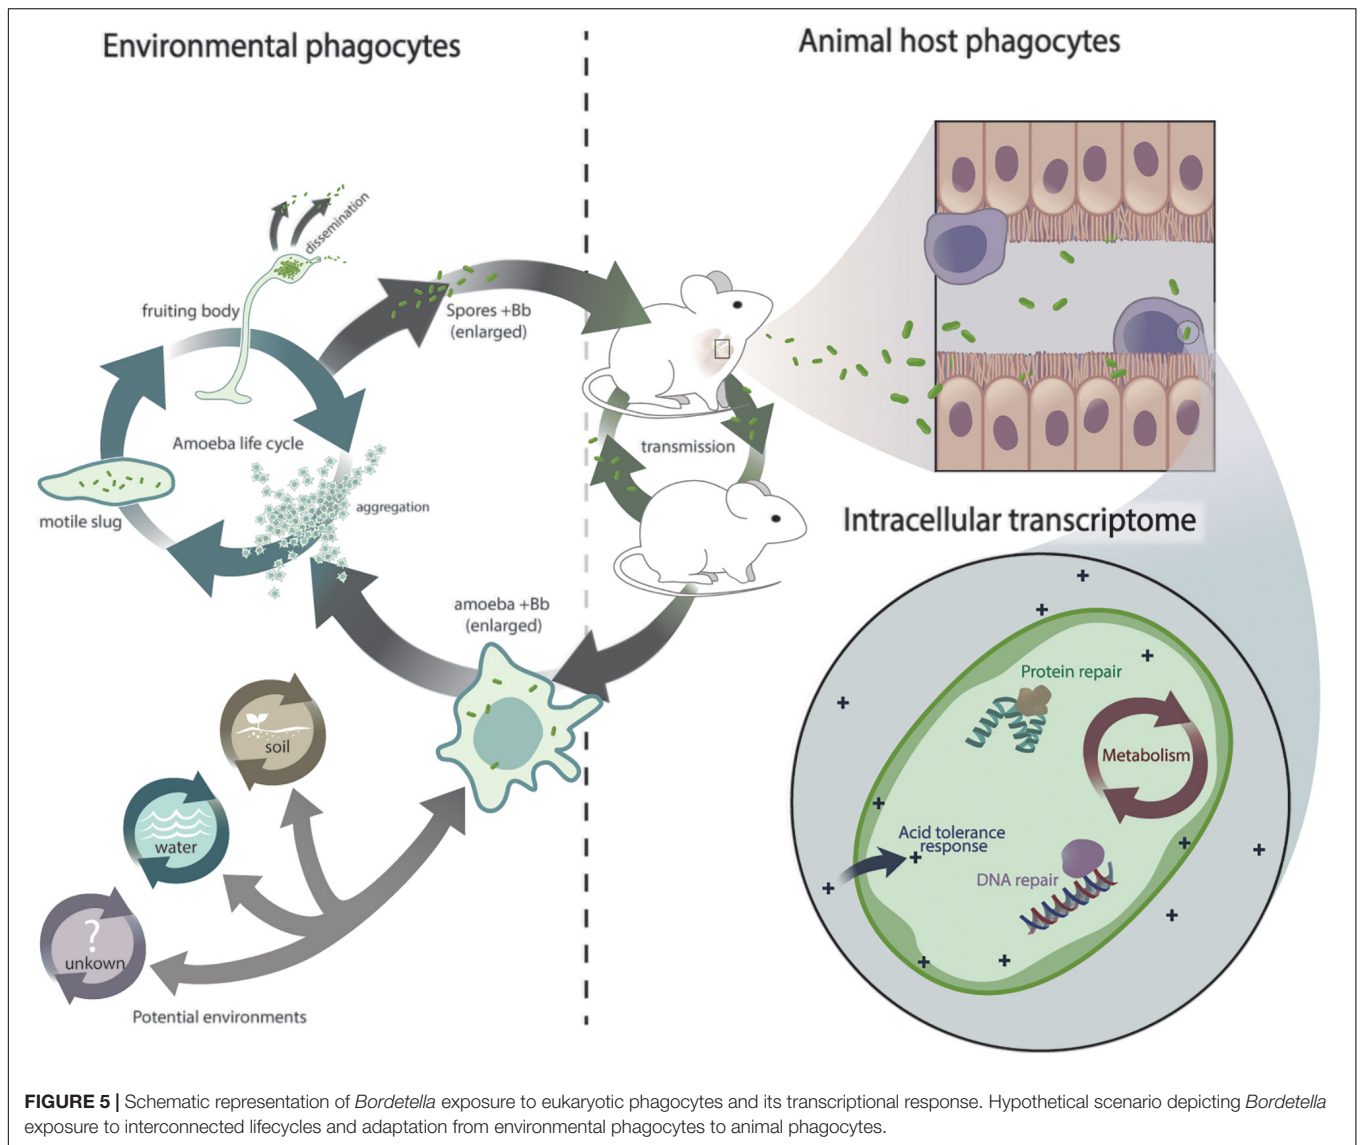 Environmental phagocytes
Animal host phagocytes
dissemination
fruiting body
Spores +Bb
(enlarged)
Amoeba life cycle
transmission
motile slug
aggregation
Intracellular transcriptome
amoeba +Bb
(enlarged)
Protein repair
soil
Metabolism
water
Acid tolerance
response
DNA repair
?
unkown
Potential environments
+
+
+
+
+
+
+
+
+
+
+
+
FIGURE 5 | Schematic representation of Bordetella exposure to eukaryotic phagocytes and its transcriptional response. Hypothetical scenario depicting Bordetella
exposure to interconnected lifecycles and adaptation from environmental phagocytes to animal phagocytes.